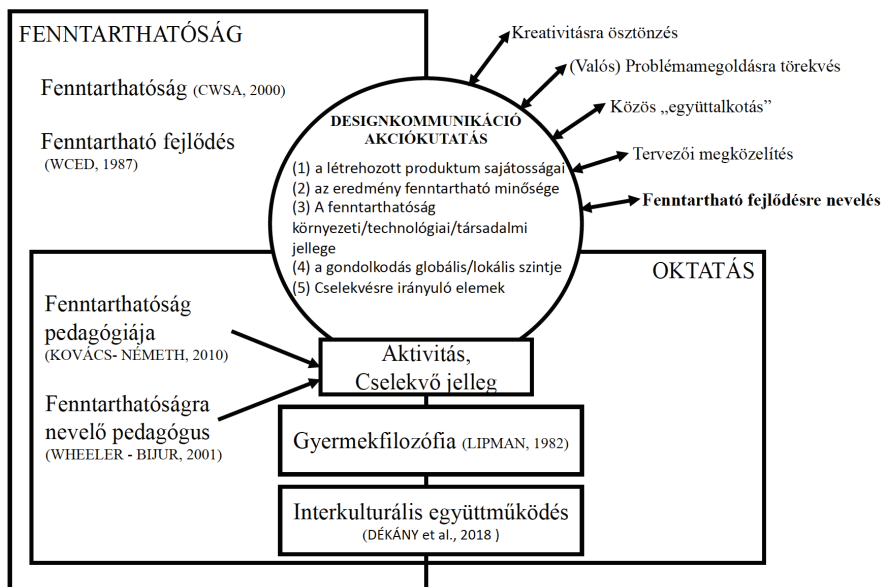 FENNTARTHATÓSÁG
Fenntarthatóság (CWSA, 2000)
Fenntartható fejlődés
(WCED, 1987)
DESIGNKOMMUNIKÁCIÓ
AKCIÓKUTATÁS
(1) a létrehozott produktum sajátosságai
(2) az eredmény fenntartható minősége
(3) A fenntarthatóság
környezeti/technológiai/társadalmi
jellege
(4) a gondolkodás globális/lokális szintje
(5) Cselekvésre irányuló elemek
Kreativitásra ösztönzés
(Valós) Problémamegoldásra törekvés
Közös „együttalkotás”
Tervezői megközelítés
Fenntartható fejlődésre nevelés
OKTATÁS
Fenntarthatóság
pedagógiája
(KOVÁCS- NÉMETH, 2010)
Fenntarthatóságra
nevelő pedagógus
(WHEELER - BIJUR, 2001)
Aktivitás,
Cselekvő jelleg
Gyermekfilozófia (LIPMAN, 1982)
Interkulturális együttműködés
(DÉKÁNY et al., 2018 )